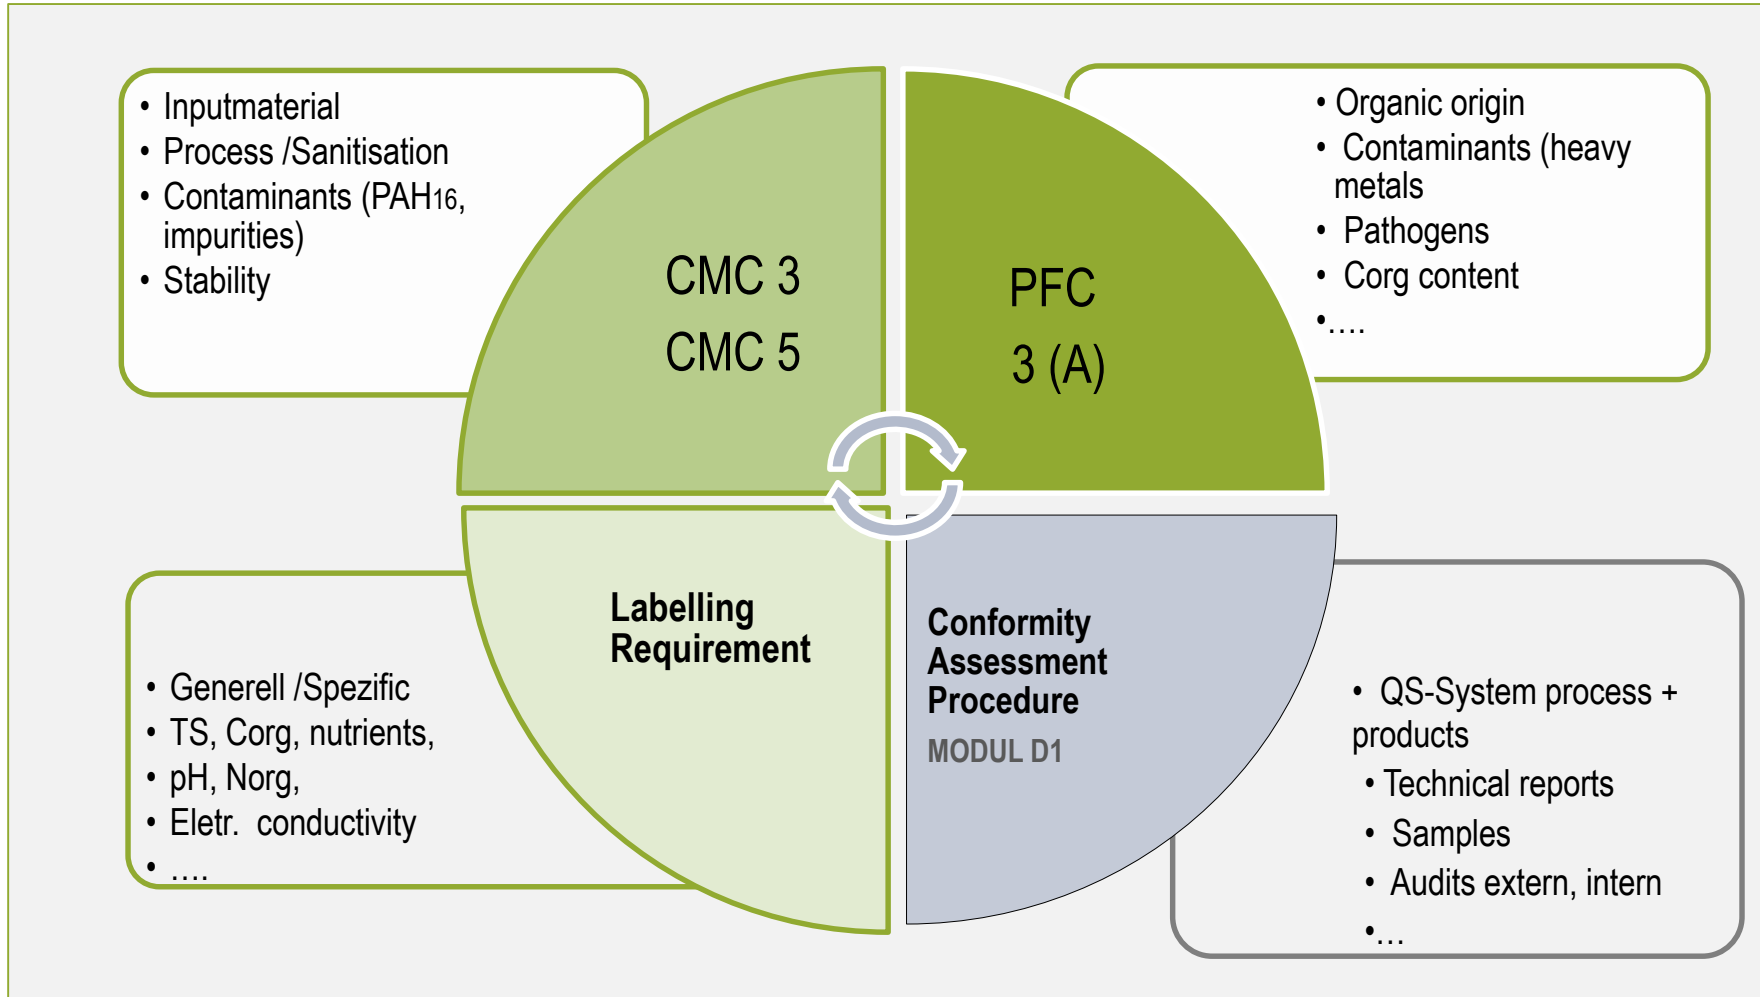 • Inputmaterial
• Process /Sanitisation
• Contaminants (PAH16,
impurities)
• Stability
CMC 3
CMC 5
PFC
3 (A)
• Organic origin
• Contaminants (heavy
metals
• Pathogens
• Corg content
•….
Labelling
Requirement
• Generell /Spezific
• TS, Corg, nutrients,
• pH, Norg,
• Eletr. conductivity
• ….
Conformity
Assessment
Procedure
MODUL D1
• QS-System process +
products
• Technical reports
• Samples
• Audits extern, intern
•…